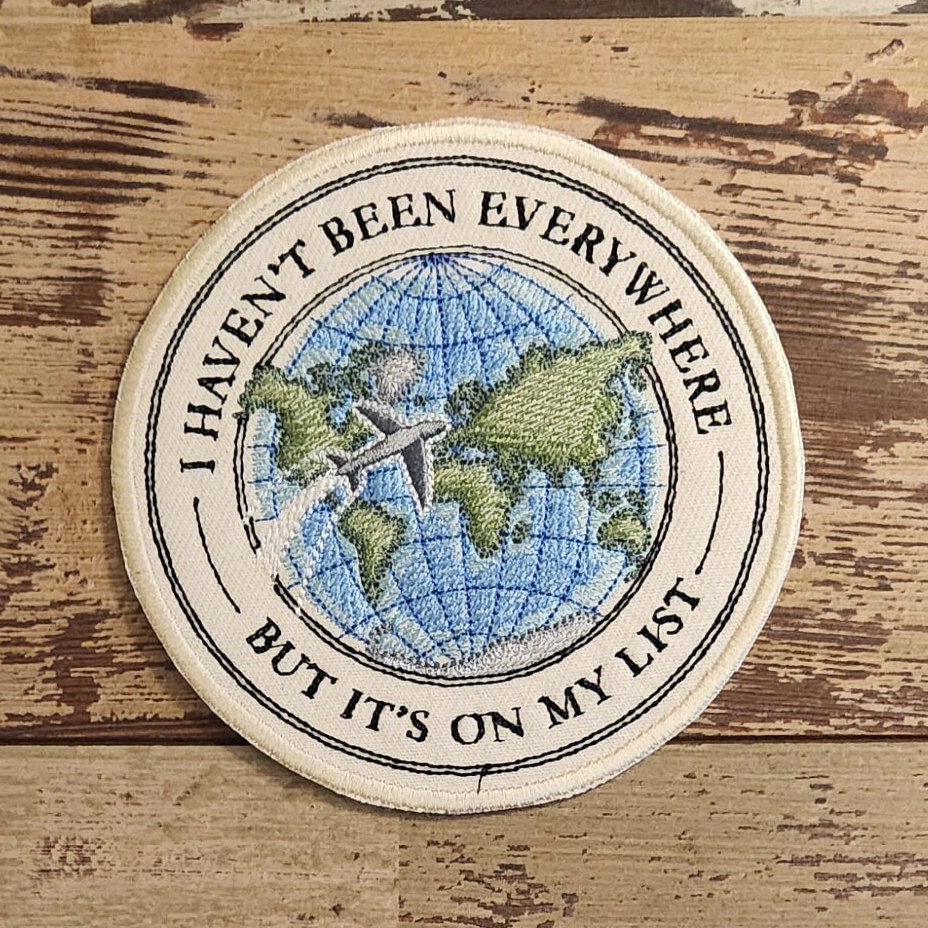 I HAVEN'T BEEN EVERYWHERE
BUT IT'S ON MY LIST